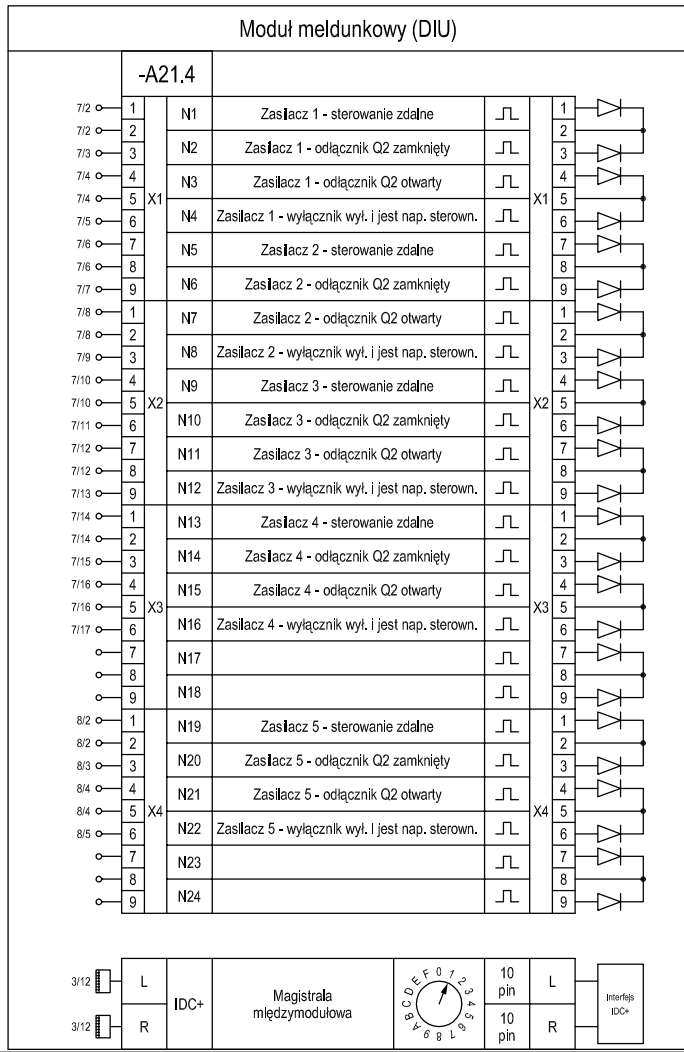 Moduł meldunkowy (DIU)
-A21.4
7/2 1 N1 Zasilacz 1 - sterowanie zdalne 1
7/2 2 2
7/3 3 N2 Zasilacz 1 - odłącznik Q2 zamknięty 3
7/4 4 N3 Zasilacz 1 - odłącznik Q2 otwarty 4
7/4 5 X1 X1 5
7/5 6 N4 Zasilacz 1 - wyłącznik wył. i jest nap. sterown. 6
7/6 7 N5 Zasilacz 2 - sterowanie zdalne 7
7/6 8 8
7/7 9 N6 Zasilacz 2 - odłącznik Q2 zamknięty 9
7/8 1 N7 Zasilacz 2 - odłącznik Q2 otwarty 1
7/8 2 2
7/9 3 N8 Zasilacz 2 - wyłącznik wył. i jest nap. sterown. 3
7/10 4 N9 Zasilacz 3 - sterowanie zdalne 4
7/10 5 X2 X2 5
7/11 6 N10 Zasilacz 3 - odłącznik Q2 zamknięty 6
7/12 7 N11 Zasilacz 3 - odłącznik Q2 otwarty 7
7/12 8 8
7/13 9 N12 Zasilacz 3 - wyłącznik wył. i jest nap. sterown. 9
7/14 1 N13 Zasilacz 4 - sterowanie zdalne 1
7/14 2 2
7/15 3 N14 Zasilacz 4 - odłącznik Q2 zamknięty 3
7/16 4 N15 Zasilacz 4 - odłącznik Q2 otwarty 4
7/16 5 X3 X3 5
7/17 6 N16 Zasilacz 4 - wyłącznik wył. i jest nap. sterown. 6
7 N17 7
8 8
9 N18 9
8/2 1 N19 Zasilacz 5 - sterowanie zdalne 1
8/2 2 2
8/3 3 N20 Zasilacz 5 - odłącznik Q2 zamknięty 3
8/4 4 N21 Zasilacz 5 - odłącznik Q2 otwarty 4
8/4 5 X4 X4 5
8/5 6 N22 Zasilacz 5 - wyłącznik wył. i jest nap. sterown. 6
7 N23 7
8 8
9 N24 9
3/12 L 10 pin L
IDC+ Magistrala międzymodułowa 0 1 2 3 4 5 6 7 8 9 A B C D E F Interfejs IDC+
3/12 R 10 pin R